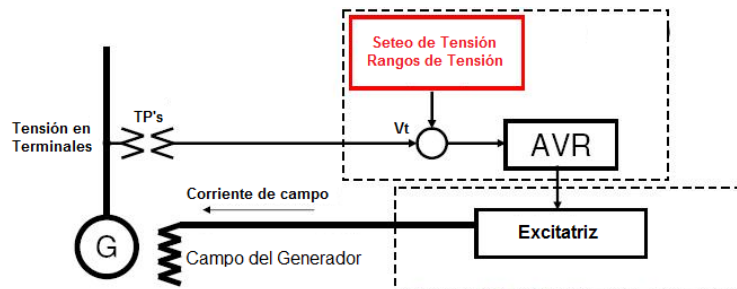 Seteo de Tensión
Rangos de Tensión
TP's
Tensión en
Terminales
Vt
AVR
Corriente de campo
Excitatriz
G
Campo del Generador